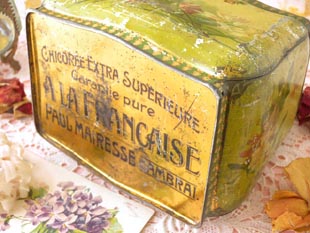 CHICORÉE EXTRA SUPÉRIEURE
Garantie pure
A LA FRANÇAISE
PAUL MAIRESSE CAMBRAI